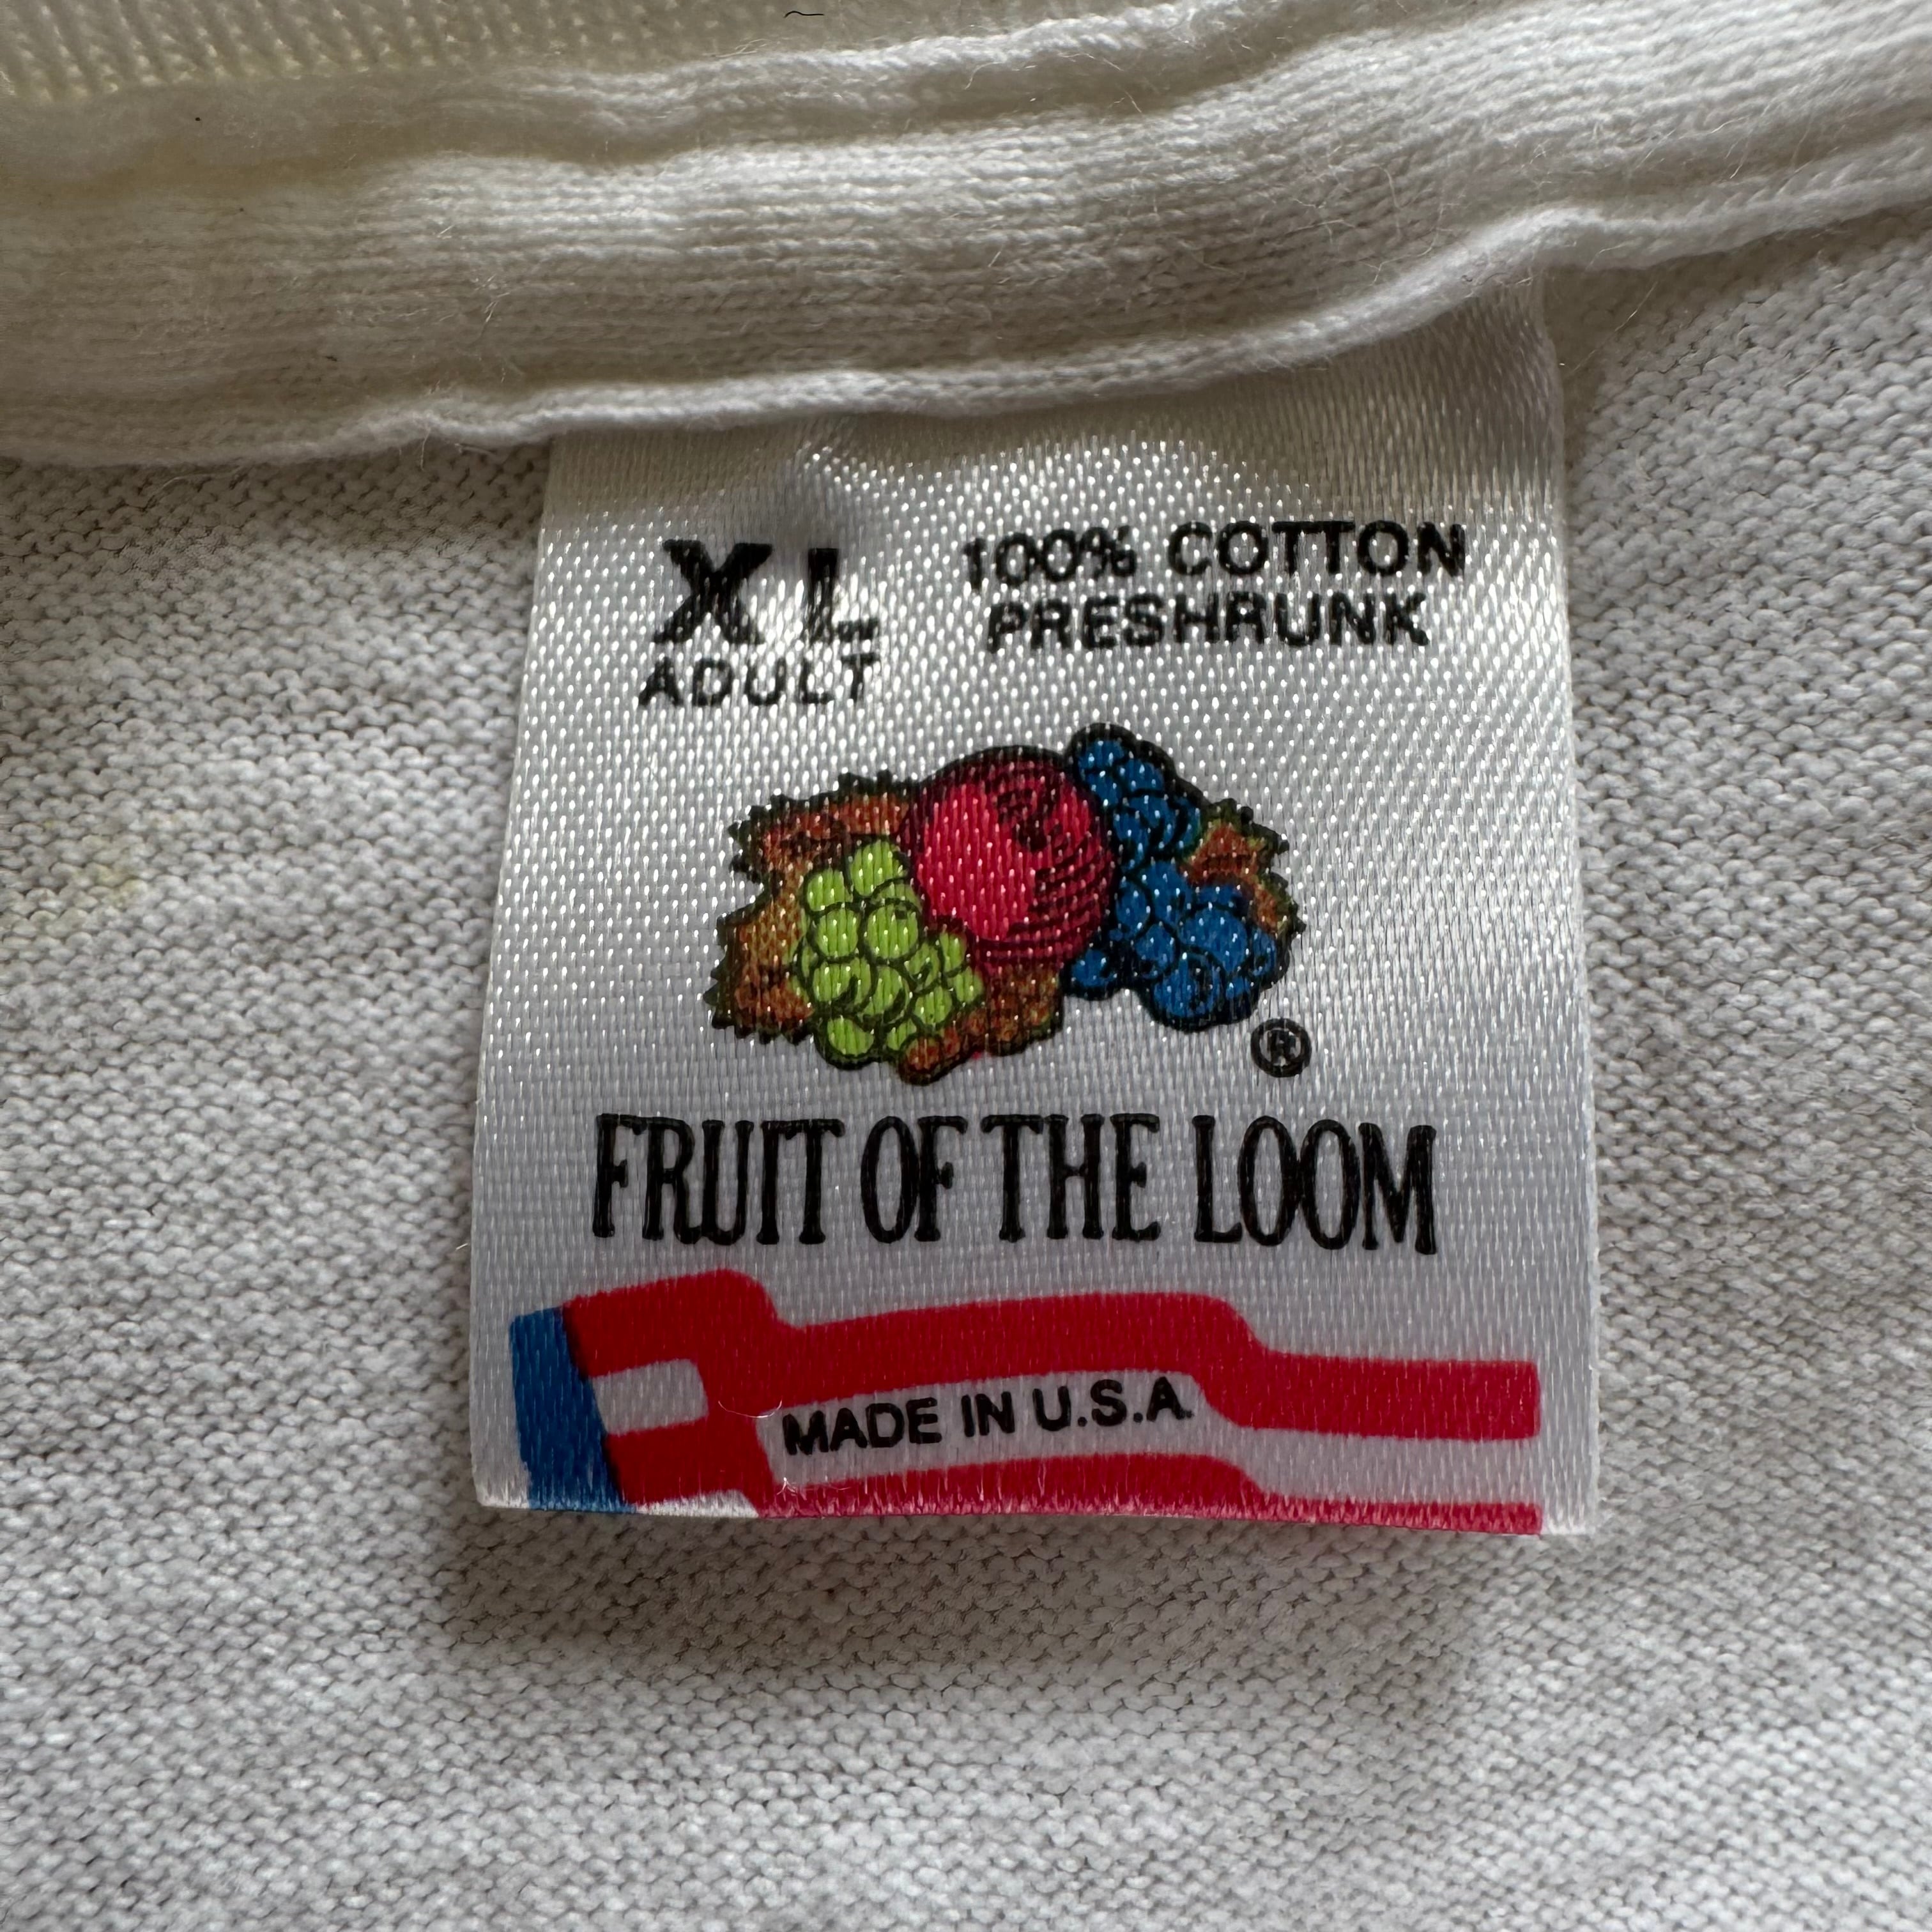 XL
ADULT
100% COTTON
PRESHRUNK
®
FRUIT OF THE LOOM
MADE IN U.S.A.